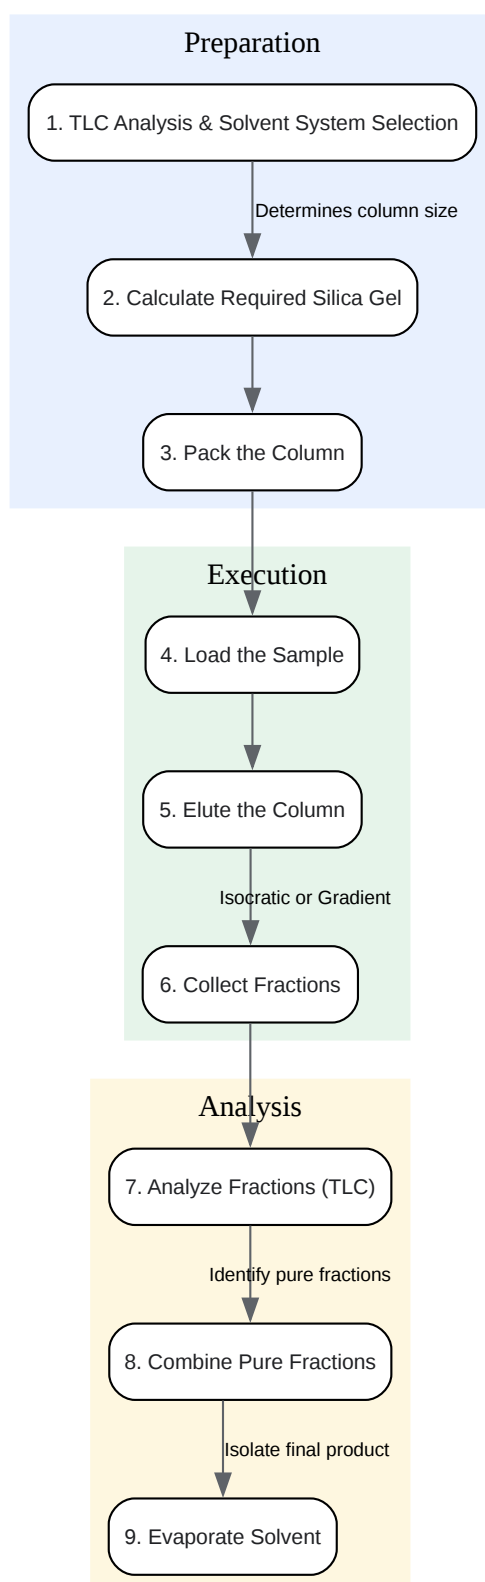 Preparation
1. TLC Analysis & Solvent System Selection
Determines column size
2. Calculate Required Silica Gel
3. Pack the Column
Execution
4. Load the Sample
5. Elute the Column
Isocratic or Gradient
6. Collect Fractions
Analysis
7. Analyze Fractions (TLC)
Identify pure fractions
8. Combine Pure Fractions
Isolate final product
9. Evaporate Solvent